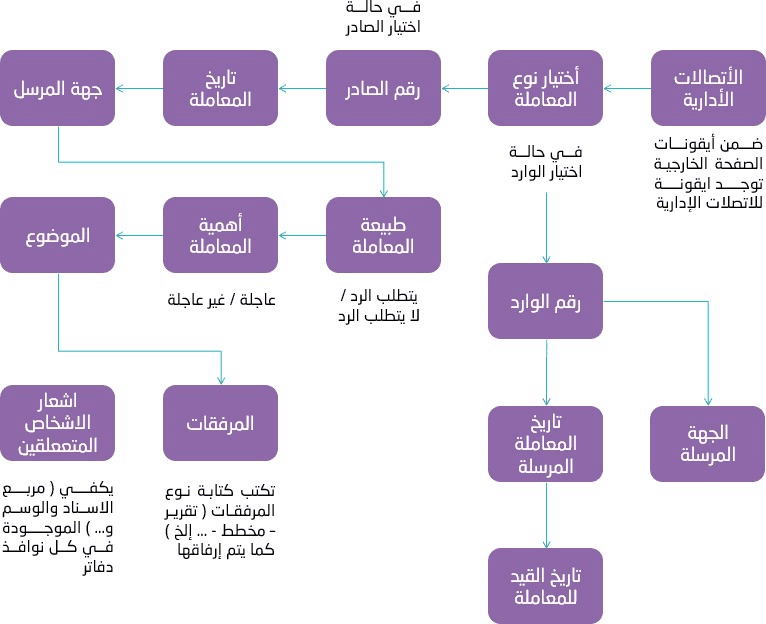 في حالة
اختيار الصادر
الأتصالات
الأدارية
أختيار نوع
المعاملة
رقم الصادر
تاريخ
المعاملة
جهة المرسل
ضمن أيقونات
الصفحة الخارجية
توجد ايقونة
للاتصلات الإدارية
في حالة
اختيار الوارد
طبيعة
المعاملة
أهمية
المعاملة
الموضوع
يتطلب الرد /
لا يتطلب الرد
عاجلة / غير عاجلة
رقم الوارد
الجهة
المرسلة
تاريخ
المعاملة
المرسلة
المرفقات
اشعار
الاشخاص
المتععلقين
تكتب كتابة نوع
المرفقات ( تقرير
– مخطط - ... إلخ )
كما يتم إرفاقها
يكفي ( مربع
الاسناد والوسم
و... ) الموجودة
في كل نوافذ
دفاتر
تاريخ القيد
للمعاملة